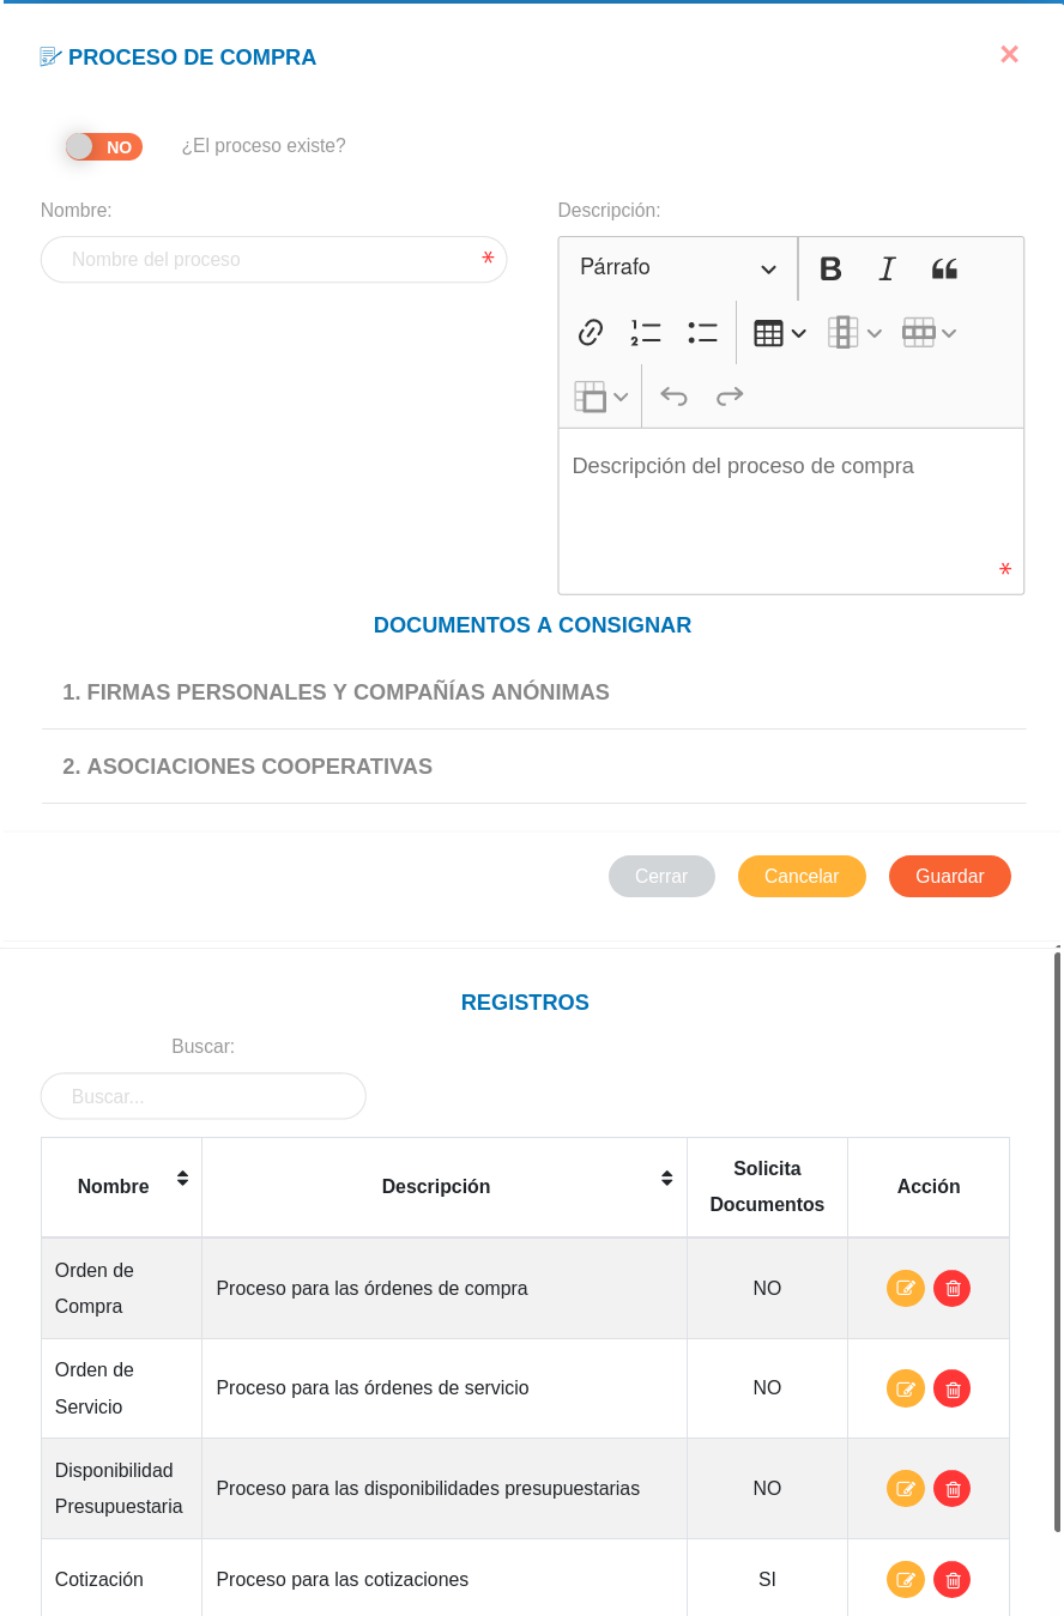 PROCESO DE COMPRA
×
NO
¿El proceso existe?
Nombre:
Nombre del proceso
*
Descripción:
Párrafo
B I
Descripción del proceso de compra
*
DOCUMENTOS A CONSIGNAR
1. FIRMAS PERSONALES Y COMPAÑÍAS ANÓNIMAS
2. ASOCIACIONES COOPERATIVAS
Cerrar Cancelar Guardar
REGISTROS
Buscar:
Buscar...
Nombre
Descripción
Solicita
Documentos
Acción
Orden de
Compra
Proceso para las órdenes de compra
NO
Orden de
Servicio
Proceso para las órdenes de servicio
NO
Disponibilidad
Presupuestaria
Proceso para las disponibilidades presupuestarias
NO
Cotización
Proceso para las cotizaciones
SI